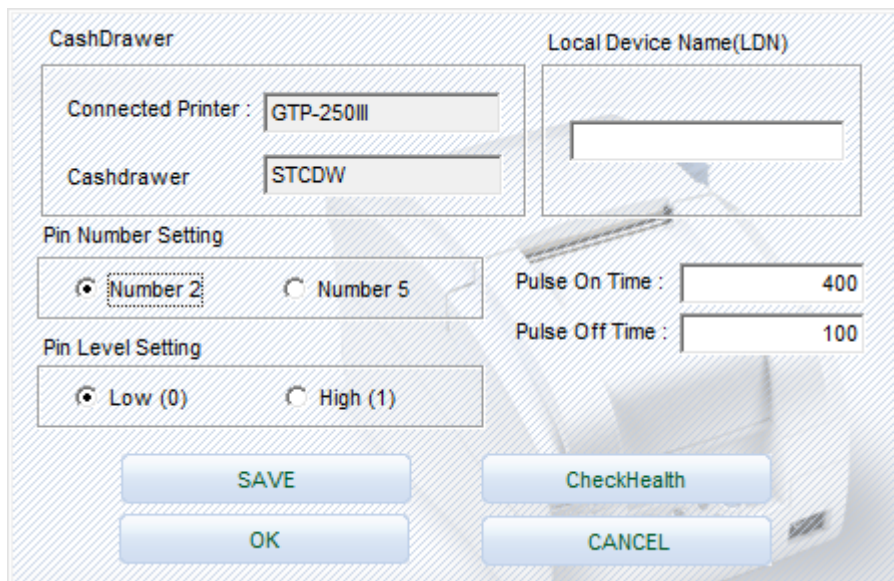 CashDrawer
Local Device Name(LDN)
Connected Printer : GTP-250III
Cashdrawer STCDW
Pin Number Setting
Number 2 Number 5
Pulse On Time : 400
Pulse Off Time : 100
Pin Level Setting
Low (0) High (1)
SAVE CheckHealth
OK CANCEL